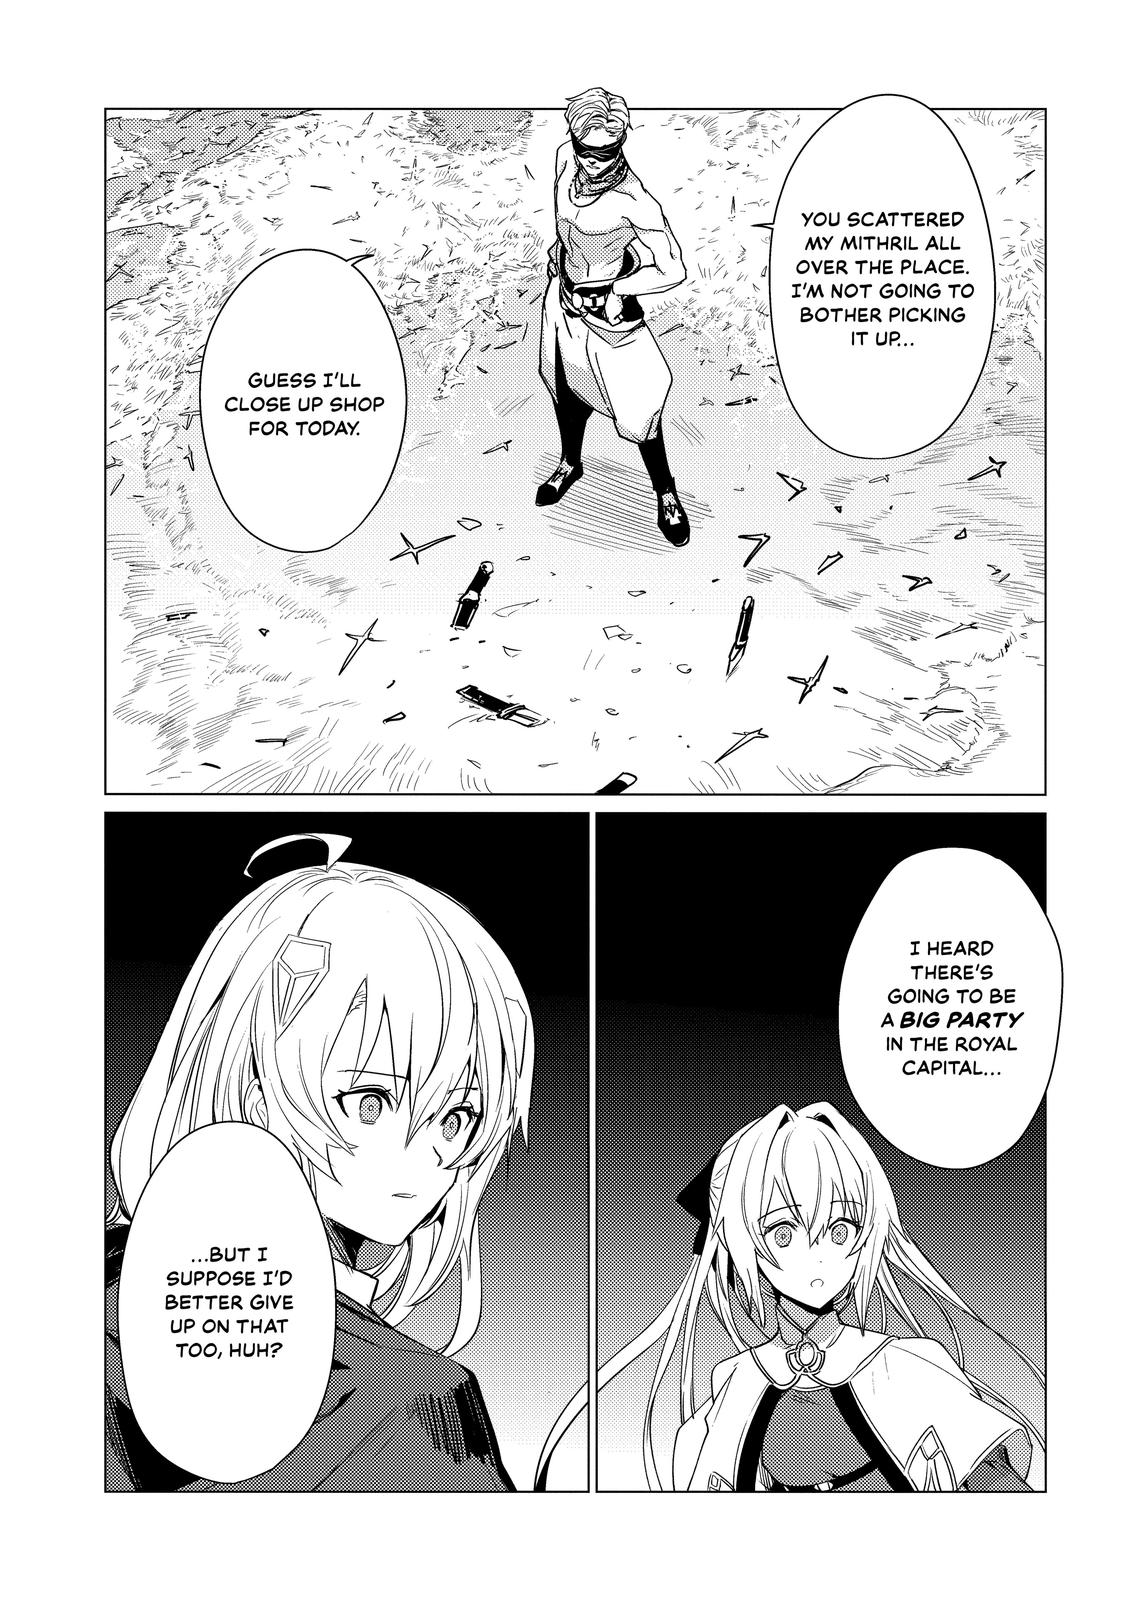 YOU SCATTERED
MY MITHRIL ALL
OVER THE PLACE.
I'M NOT GOING TO
BOTHER PICKING
IT UP...
GUESS I'LL
CLOSE UP SHOP
FOR TODAY.
I HEARD
THERE'S
GOING TO BE
A BIG PARTY
IN THE ROYAL
CAPITAL...
...BUT I
SUPPOSE I'D
BETTER GIVE
UP ON THAT
TOO, HUH?